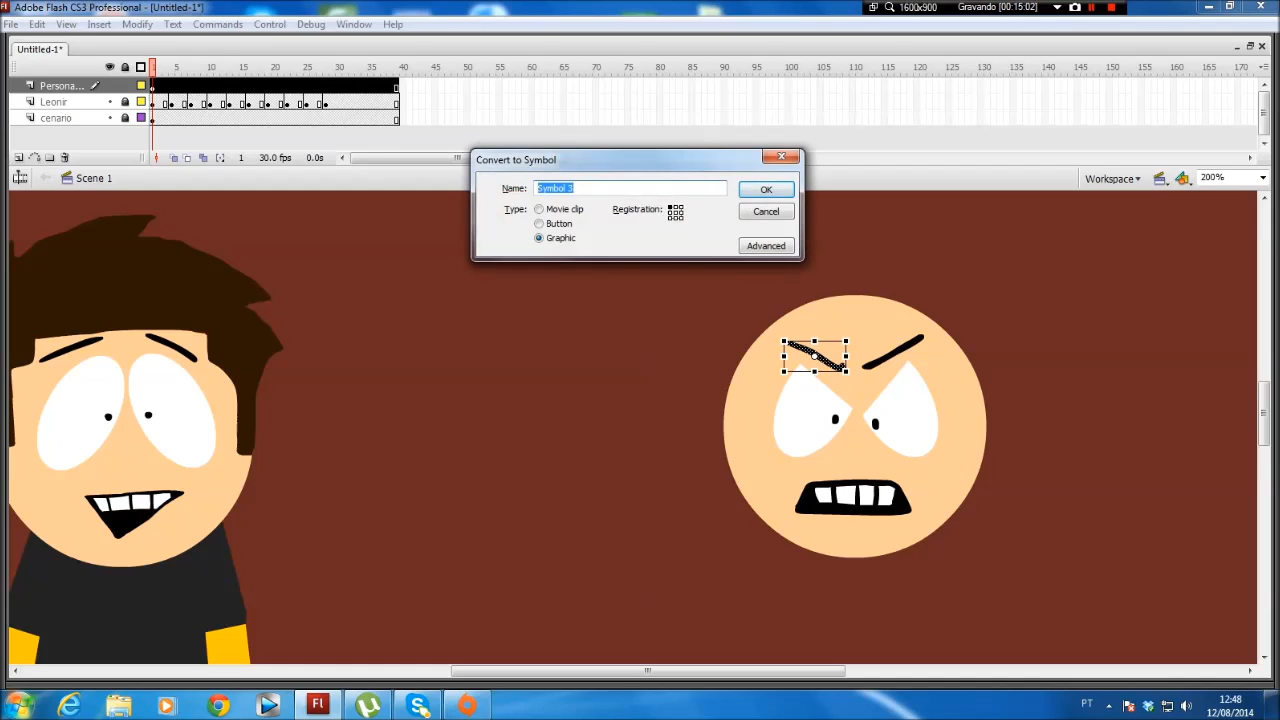 Adobe Flash CS3 Professional - [Untitled-1*]
1600x900
Gravando [00:15:02]
File Edit View Insert Modify Text Commands Control Debug Window Help
Untitled-1*
5 10 15 20 25 30 35 40 45 50 55 60 65 70 75 80 85 90 95 100 105 110 115 120 125 130 135 140 145 150 155 160 165 170
Persona...
Leonir
cenario
1 30.0 fps 0.0s
Scene 1
Workspace
200%
Convert to Symbol
Name: Symbol 3
OK
Type: Movie clip
Registration:
Cancel
Button
Graphic
Advanced
Fl
PT
12:48
12/08/2014